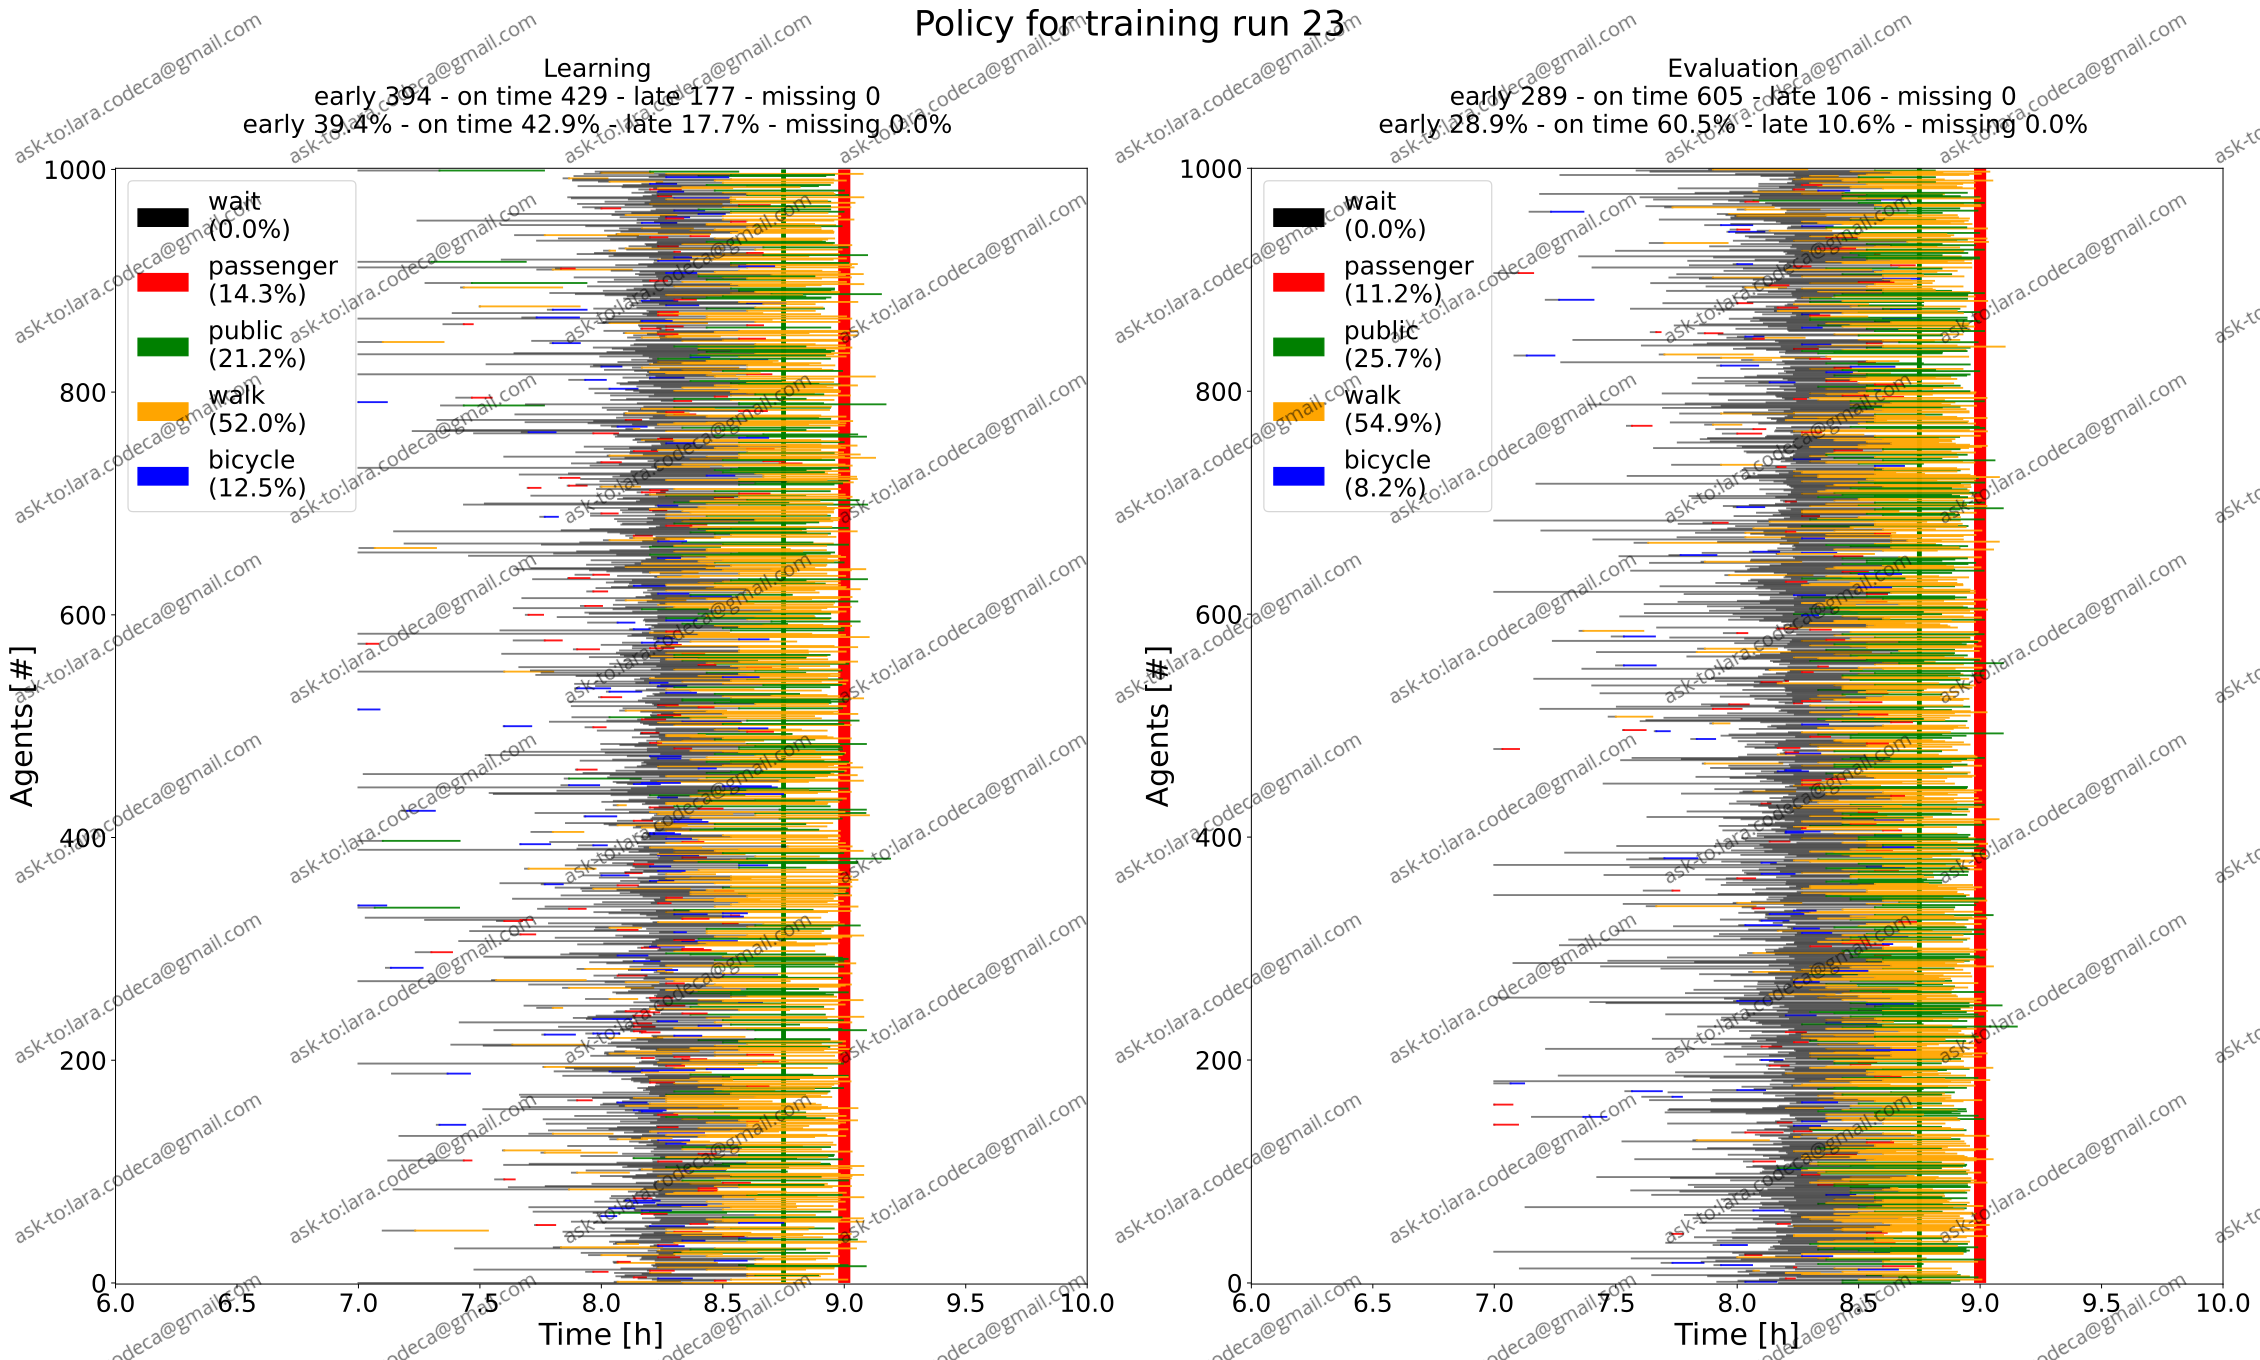 Policy for training run 23
Learning
early 394 - on time 429 - late 177 - missing 0
early 39.4% - on time 42.9% - late 17.7% - missing 0.0%
Evaluation
early 289 - on time 605 - late 106 - missing 0
early 28.9% - on time 60.5% - late 10.6% - missing 0.0%
wait
(0.0%)
passenger
(14.3%)
public
(21.2%)
walk
(52.0%)
bicycle
(12.5%)
1000
800
600
400
200
0
Agents [#]
6.0 6.5 7.0 7.5 8.0 8.5 9.0 9.5 10.0
Time [h]
wait
(0.0%)
passenger
(11.2%)
public
(25.7%)
walk
(54.9%)
bicycle
(8.2%)
1000
800
600
400
200
0
Agents [#]
6.0 6.5 7.0 7.5 8.0 8.5 9.0 9.5 10.0
Time [h]
ask-to:lara.codeca@gmail.com